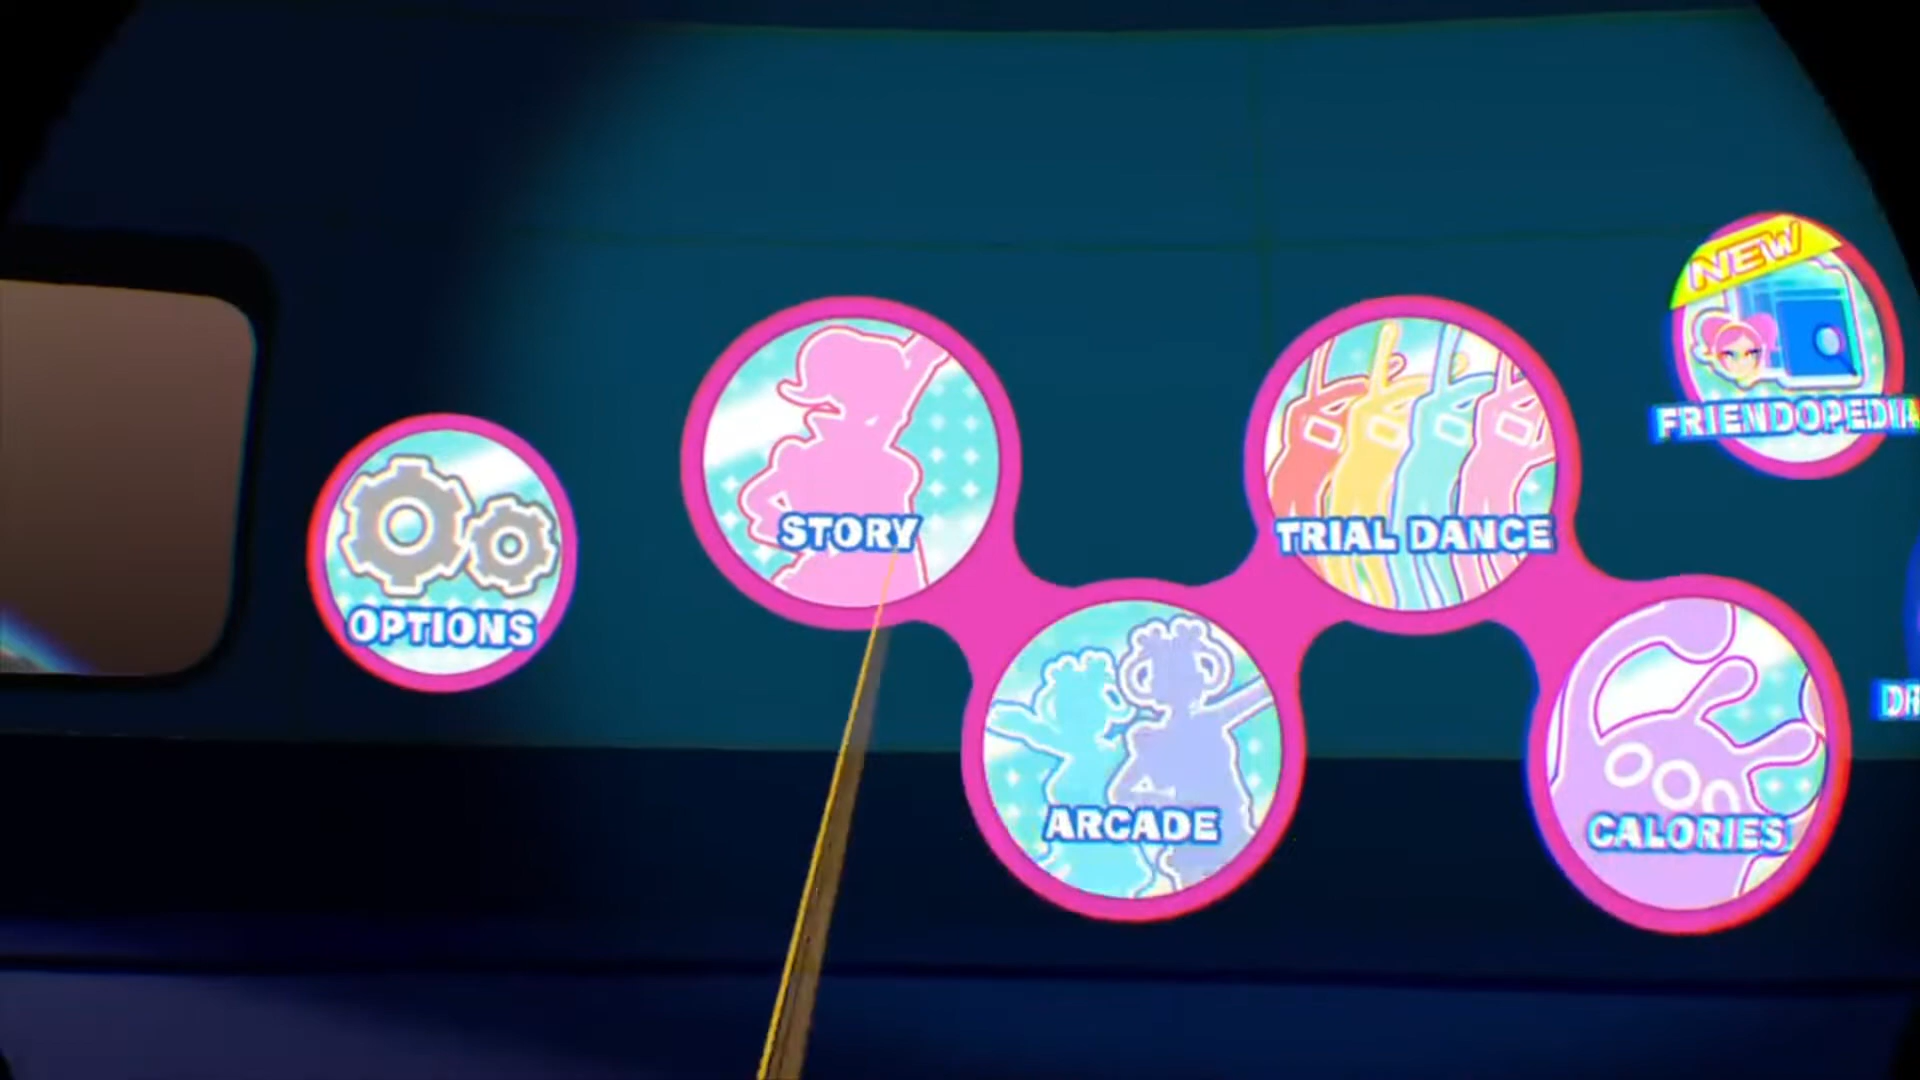 NEW
FRIENDOPEDIA
STORY
TRIAL DANCE
OPTIONS
ARCADE
CALORIES